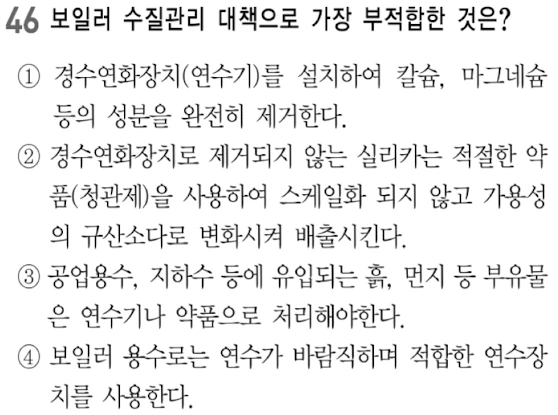 46 보일러 수질관리 대책으로 가장 부적합한 것은?
① 경수연화장치(연수기)를 설치하여 칼슘, 마그네슘
등의 성분을 완전히 제거한다.
② 경수연화장치로 제거되지 않는 실리카는 적절한 약
품(청관제)을 사용하여 스케일화 되지 않고 가용성
의 규산소다로 변화시켜 배출시킨다.
③ 공업용수, 지하수 등에 유입되는 흙, 먼지 등 부유물
은 연수기나 약품으로 처리해야한다.
④ 보일러 용수로는 연수가 바람직하며 적합한 연수장
치를 사용한다.